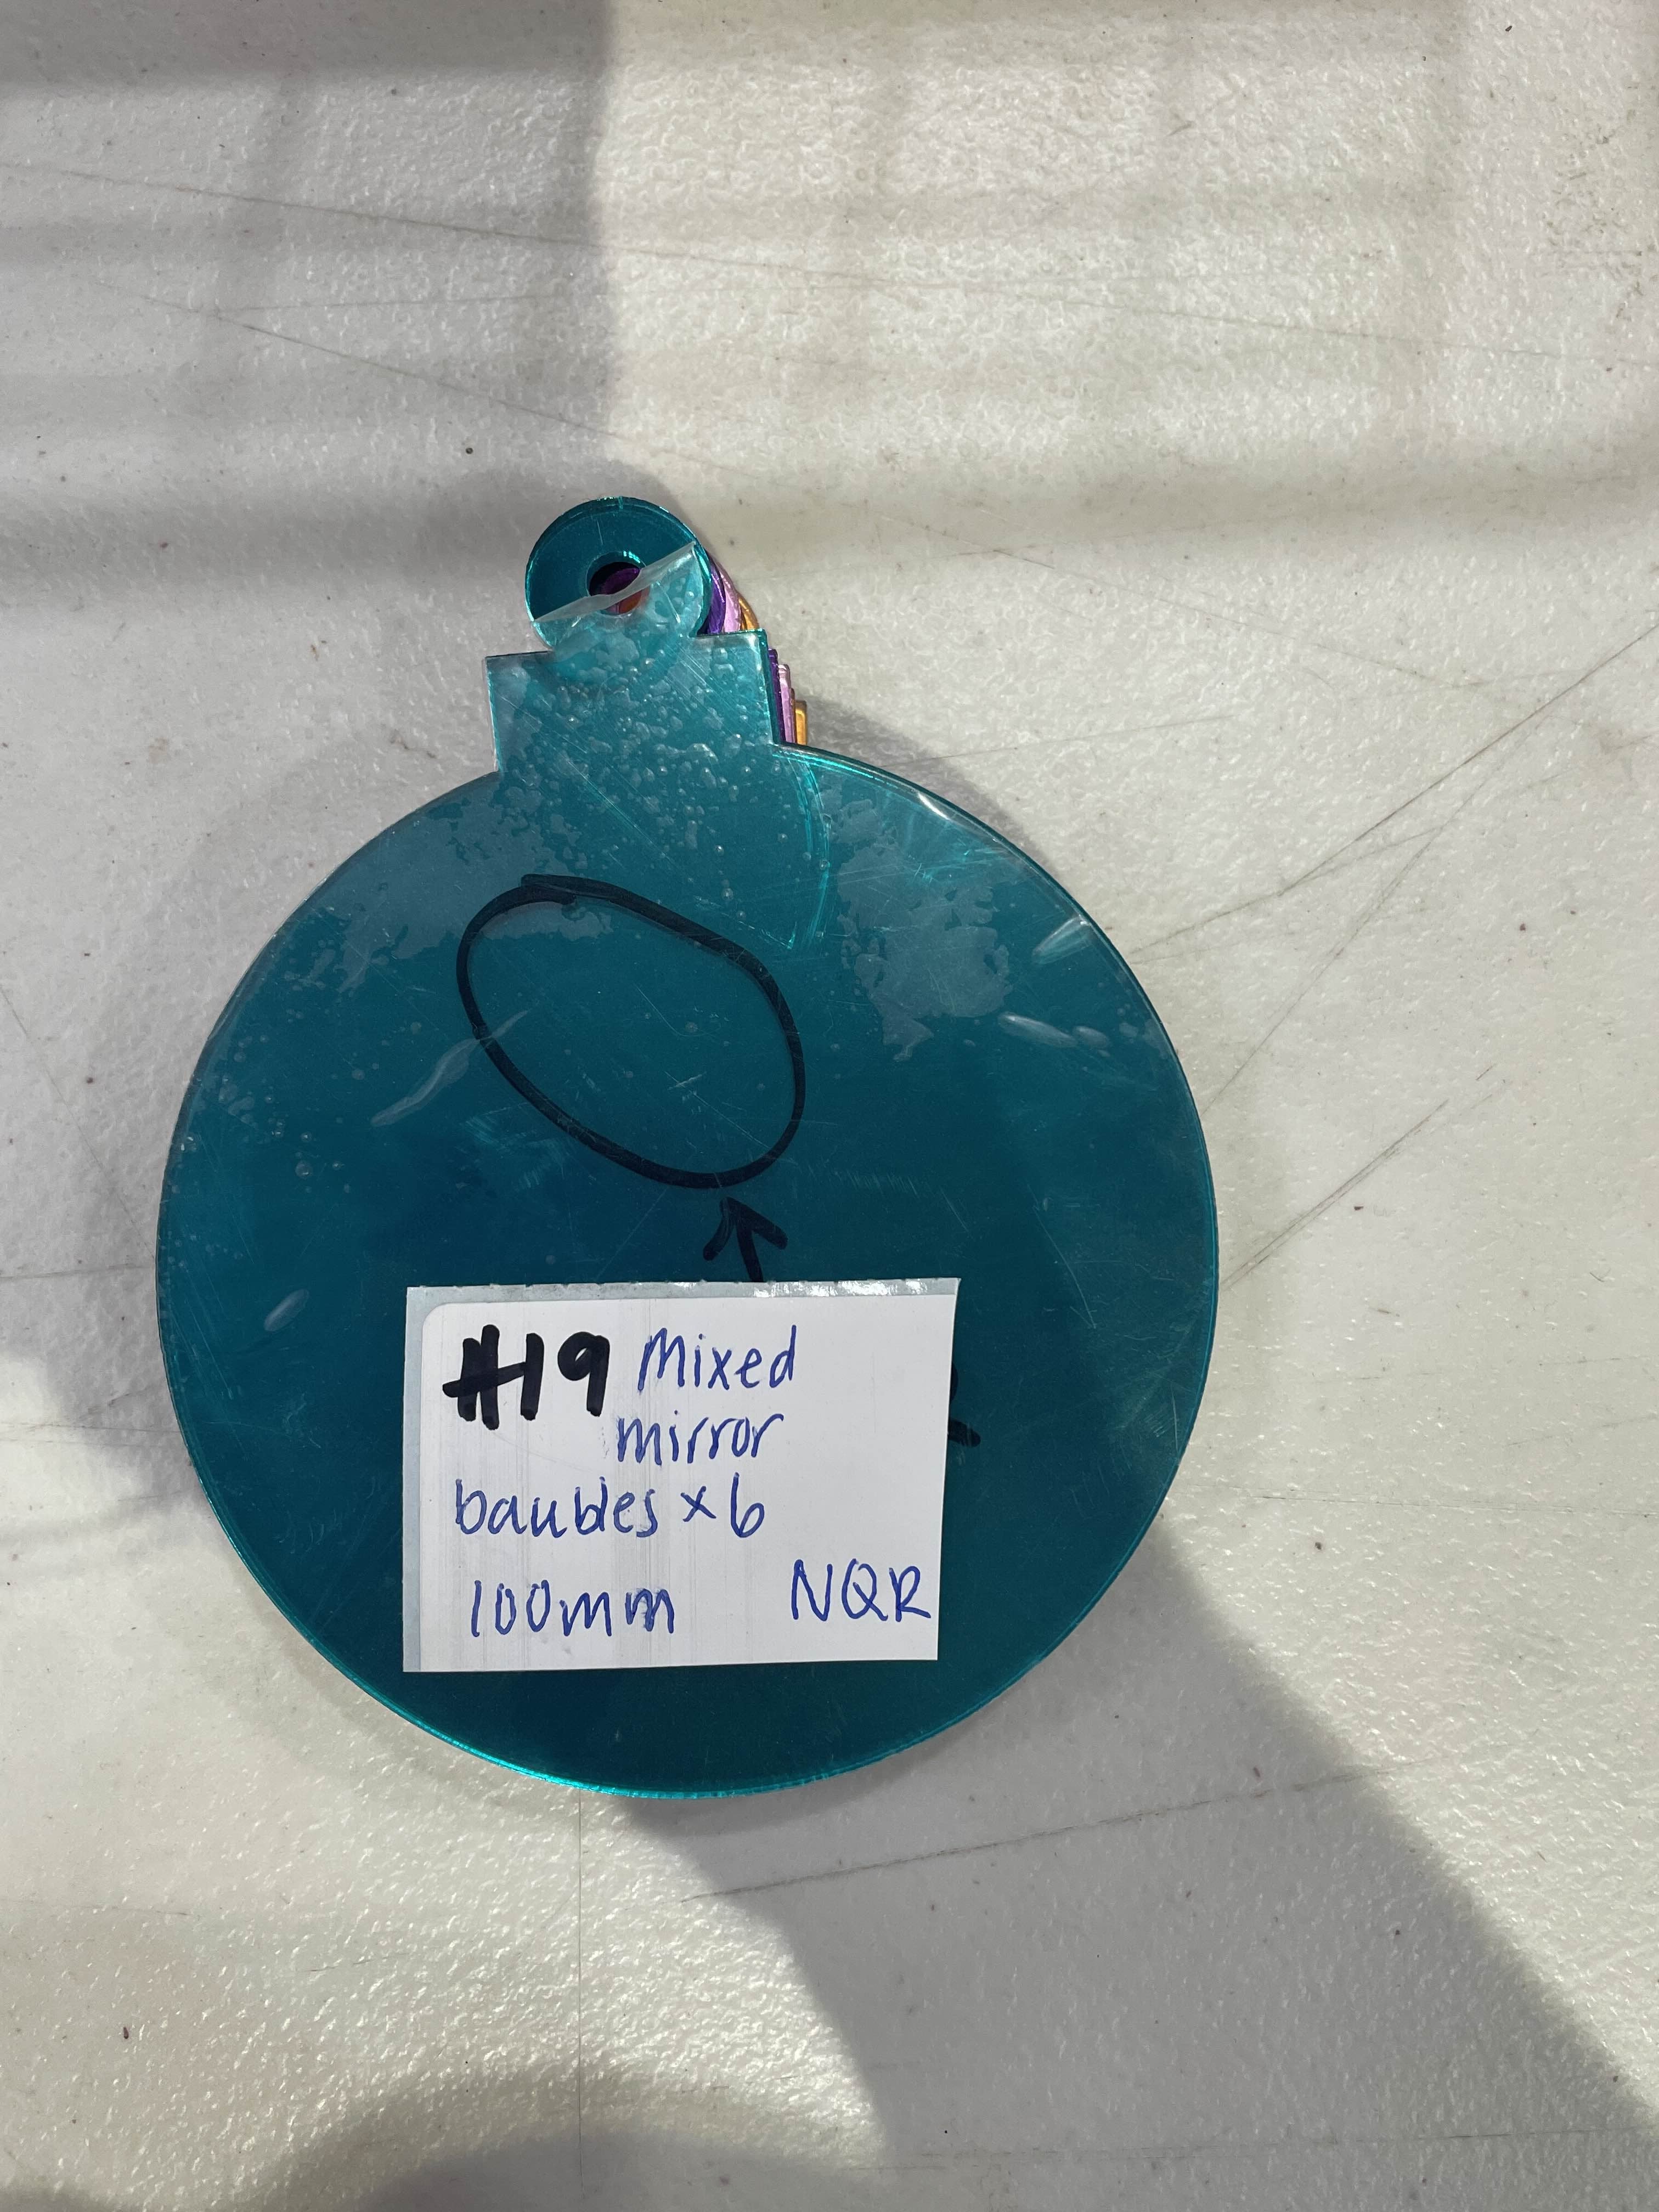 #19 Mixed
mirror
baubles x 6
100mm NQR